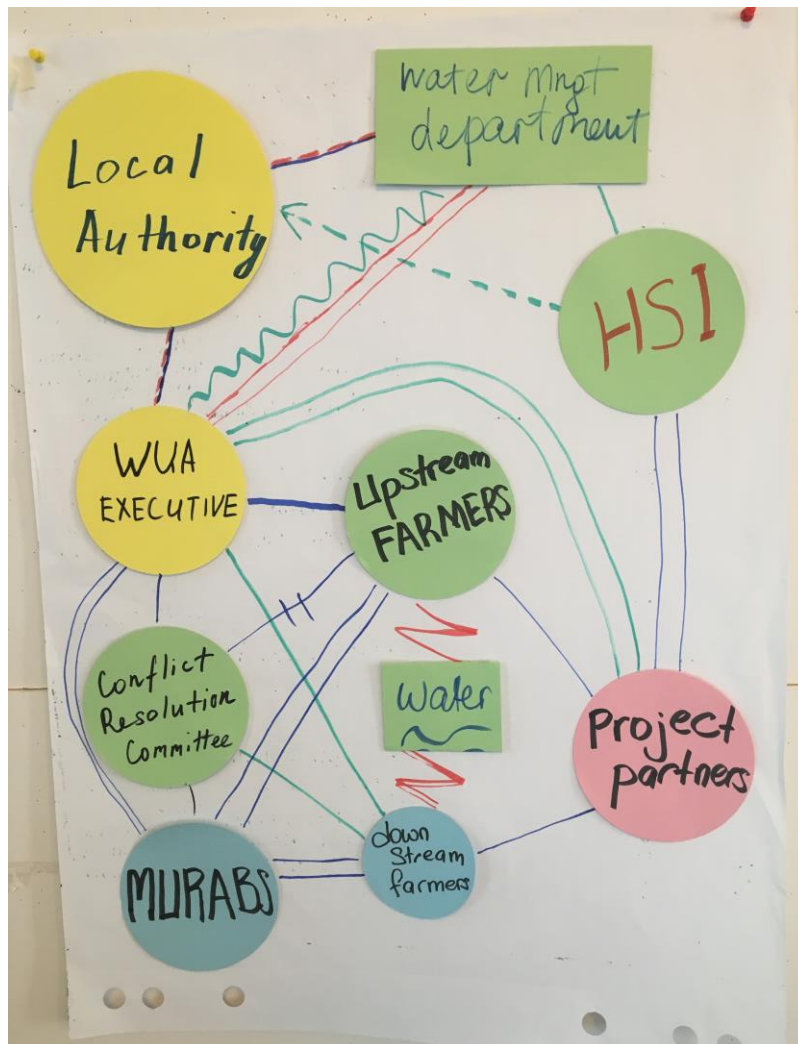 Water Mngt
department
Local
Authority
HSI
WUA
EXECUTIVE
Upstream
FARMERS
Conflict
Resolution
Committee
Water
Project
partners
down
Stream
farmers
MURABS